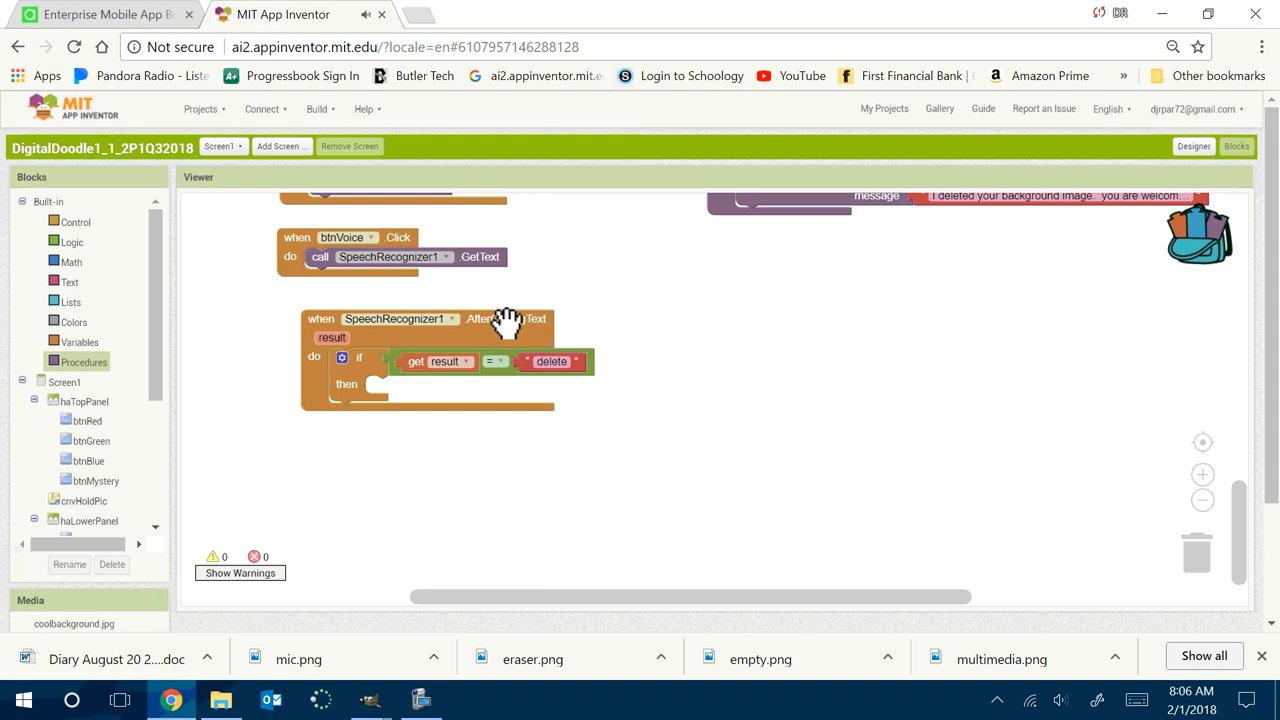 Enterprise Mobile App Bu
MIT App Inventor
DR
Not secure
ai2.appinventor.mit.edu/?locale=en#6107957146288128
Apps
Pandora Radio - Liste
Progressbook Sign In
Butler Tech
ai2.appinventor.mit.e
Login to Schoology
YouTube
First Financial Bank |
Amazon Prime
»
Other bookmarks
MIT
APP INVENTOR
Projects
Connect
Build
Help
My Projects
Gallery
Guide
Report an Issue
English
djrpar72@gmail.com
DigitalDoodle1_1_2P1Q32018
Screen1
Add Screen ...
Remove Screen
Designer
Blocks
Blocks
Viewer
Built-in
Control
Logic
Math
Text
Lists
Colors
Variables
Procedures
Screen1
haTopPanel
btnRed
btnGreen
btnBlue
btnMystery
cnvHoldPic
haLowerPanel
Rename
Delete
Media
coolbackground.jpg
message
I deleted your background image. you are welcom...
when btnVoice .Click
do call SpeechRecognizer1 .GetText
when SpeechRecognizer1 Text
result
do if get result = " delete "
then
0 0
Show Warnings
Diary August 20 2....doc
mic.png
eraser.png
empty.png
multimedia.png
Show all
8:06 AM
2/1/2018